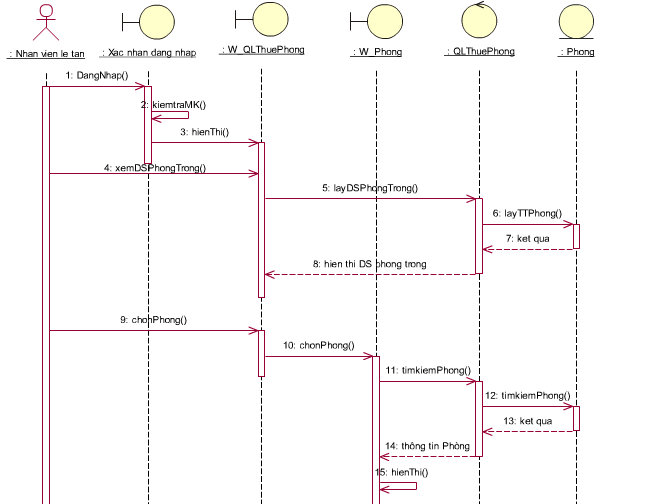 : Nhan vien le tan
: Xac nhan dang nhap
: W_QLThuePhong
: W_Phong
: QLThuePhong
: Phong
1: DangNhap()
2: kiemtraMK()
3: hienThi()
4: xemDSPhongTrong()
5: layDSPhongTrong()
6: layTTPhong()
7: ket qua
8: hien thi DS phong trong
9: chonPhong()
10: chonPhong()
11: timkiemPhong()
12: timkiemPhong()
13: ket qua
14: thông tin Phòng
15: hienThi()